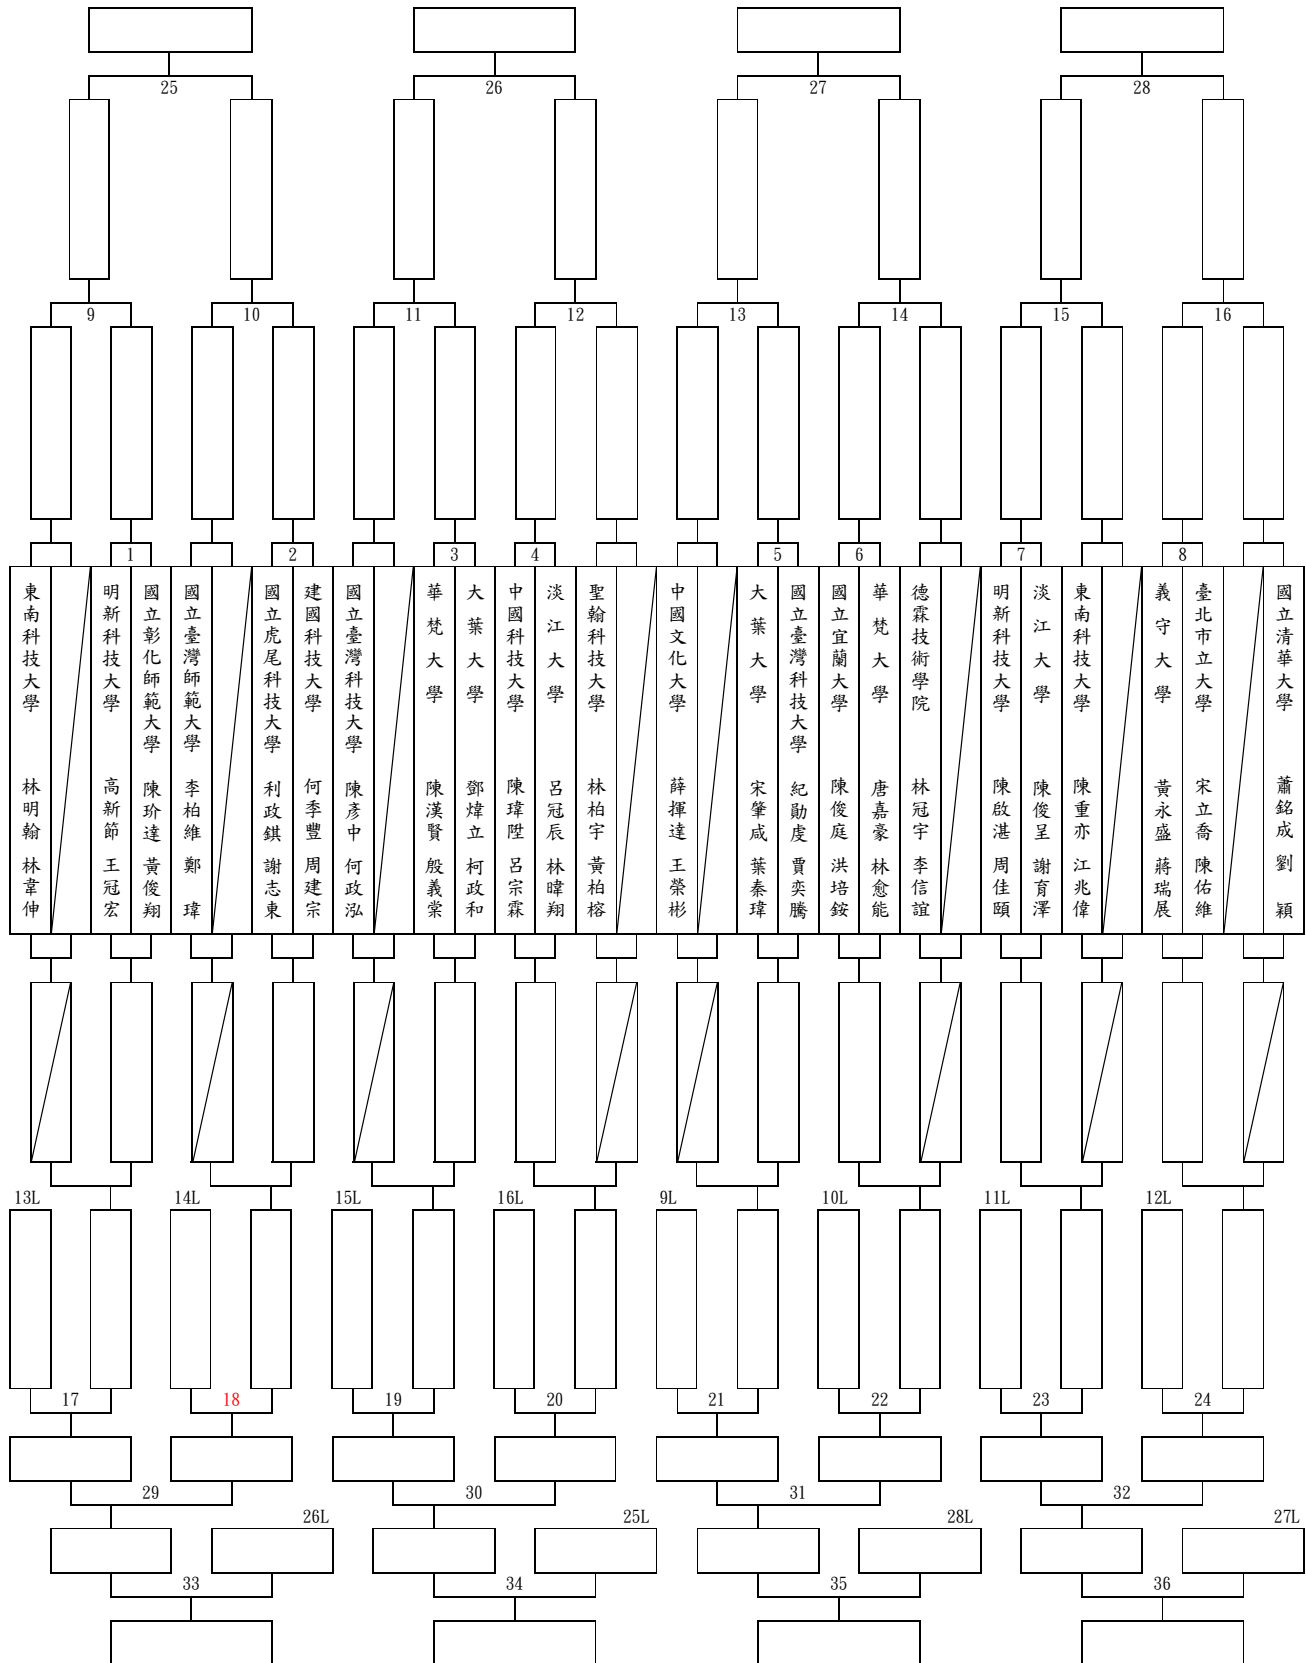 25 26 27 28
9 10 11 12 13 14 15 16
1 2 3 4 5 6 7 8
東南科技大學 林明翰 林韋伸
明新科技大學 高新節 王冠宏
國立彰化師範大學 陳玠達 黃俊翔
國立臺灣師範大學 李柏維 鄭瑋
國立虎尾科技大學 利政錤 謝志東
建國科技大學 何季豐 周建宗
國立臺灣科技大學 陳彥中 何政泓
華梵大學 陳漢賢 殷義棠
大葉大學 鄧煒立 柯政和
中國科技大學 陳瑋陞 呂宗霖
淡江大學 呂冠辰 林暐翔
聖翰科技大學 林柏宇 黃柏榕
中國文化大學 薛揮達 王榮彬
大葉大學 宋肇咸 葉秦瑋
國立臺灣科技大學 紀勛虔 賈奕騰
國立宜蘭大學 陳俊庭 洪培銨
華梵大學 唐嘉豪 林愈能
德霖技術學院 林冠宇 李信誼
明新科技大學 陳啟湛 周佳頤
淡江大學 陳俊呈 謝育澤
東南科技大學 陳重亦 江兆偉
義守大學 黃永盛 蔣瑞展
臺北市立大學 宋立喬 陳佑維
國立清華大學 蕭銘成 劉穎
13L 14L 15L 16L 9L 10L 11L 12L
17 18 19 20 21 22 23 24
29 30 31 32
26L 25L 28L 27L
33 34 35 36